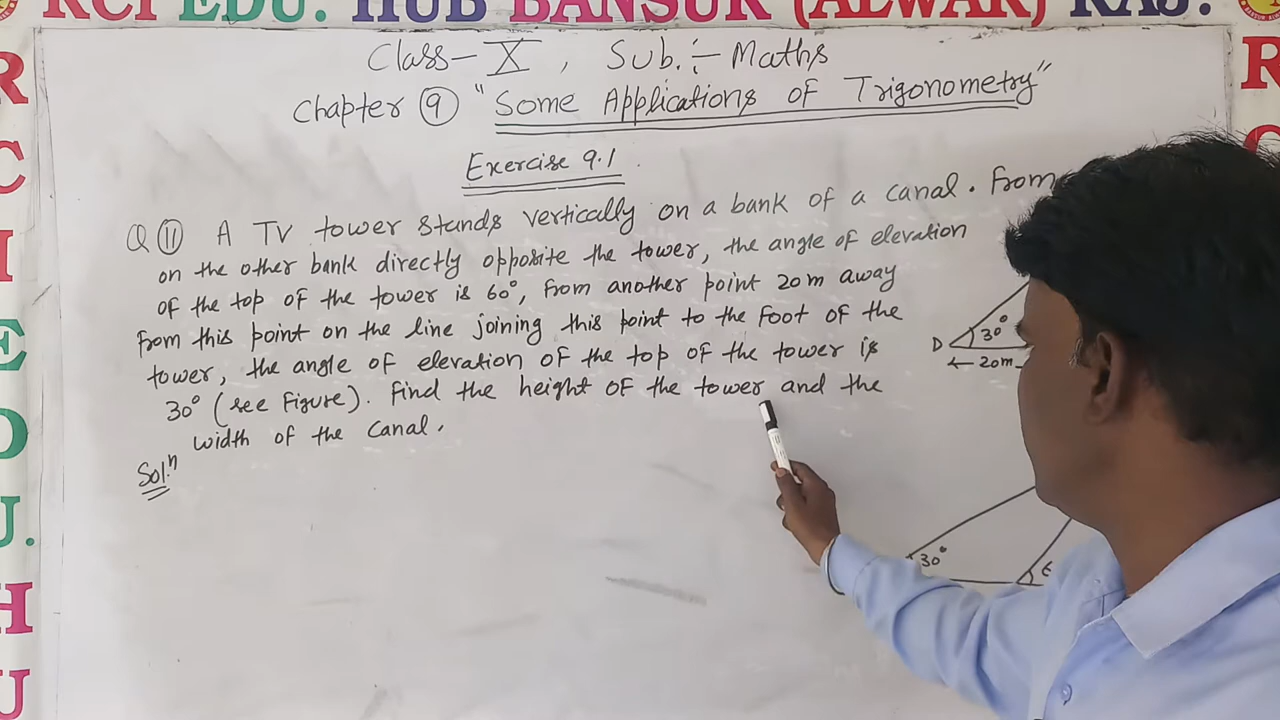 RCI EDU. HUB BANSUR (ALWAR) RAJ.
Class-X, Sub.:- Maths
Chapter 9 "Some Applications of Trigonometry"
Exercise 9.1
Q 11 A TV tower stands vertically on a bank of a canal. From
on the other bank directly opposite the tower, the angle of elevation
of the top of the tower is 60°, from another point 20m away
from this point on the line joining this point to the foot of the
tower, the angle of elevation of the top of the tower is
30° (see figure). Find the height of the tower and the
width of the canal.
Sol.n
D 30°
20m
30°
R
C
I
E
D
U.
H
U
R